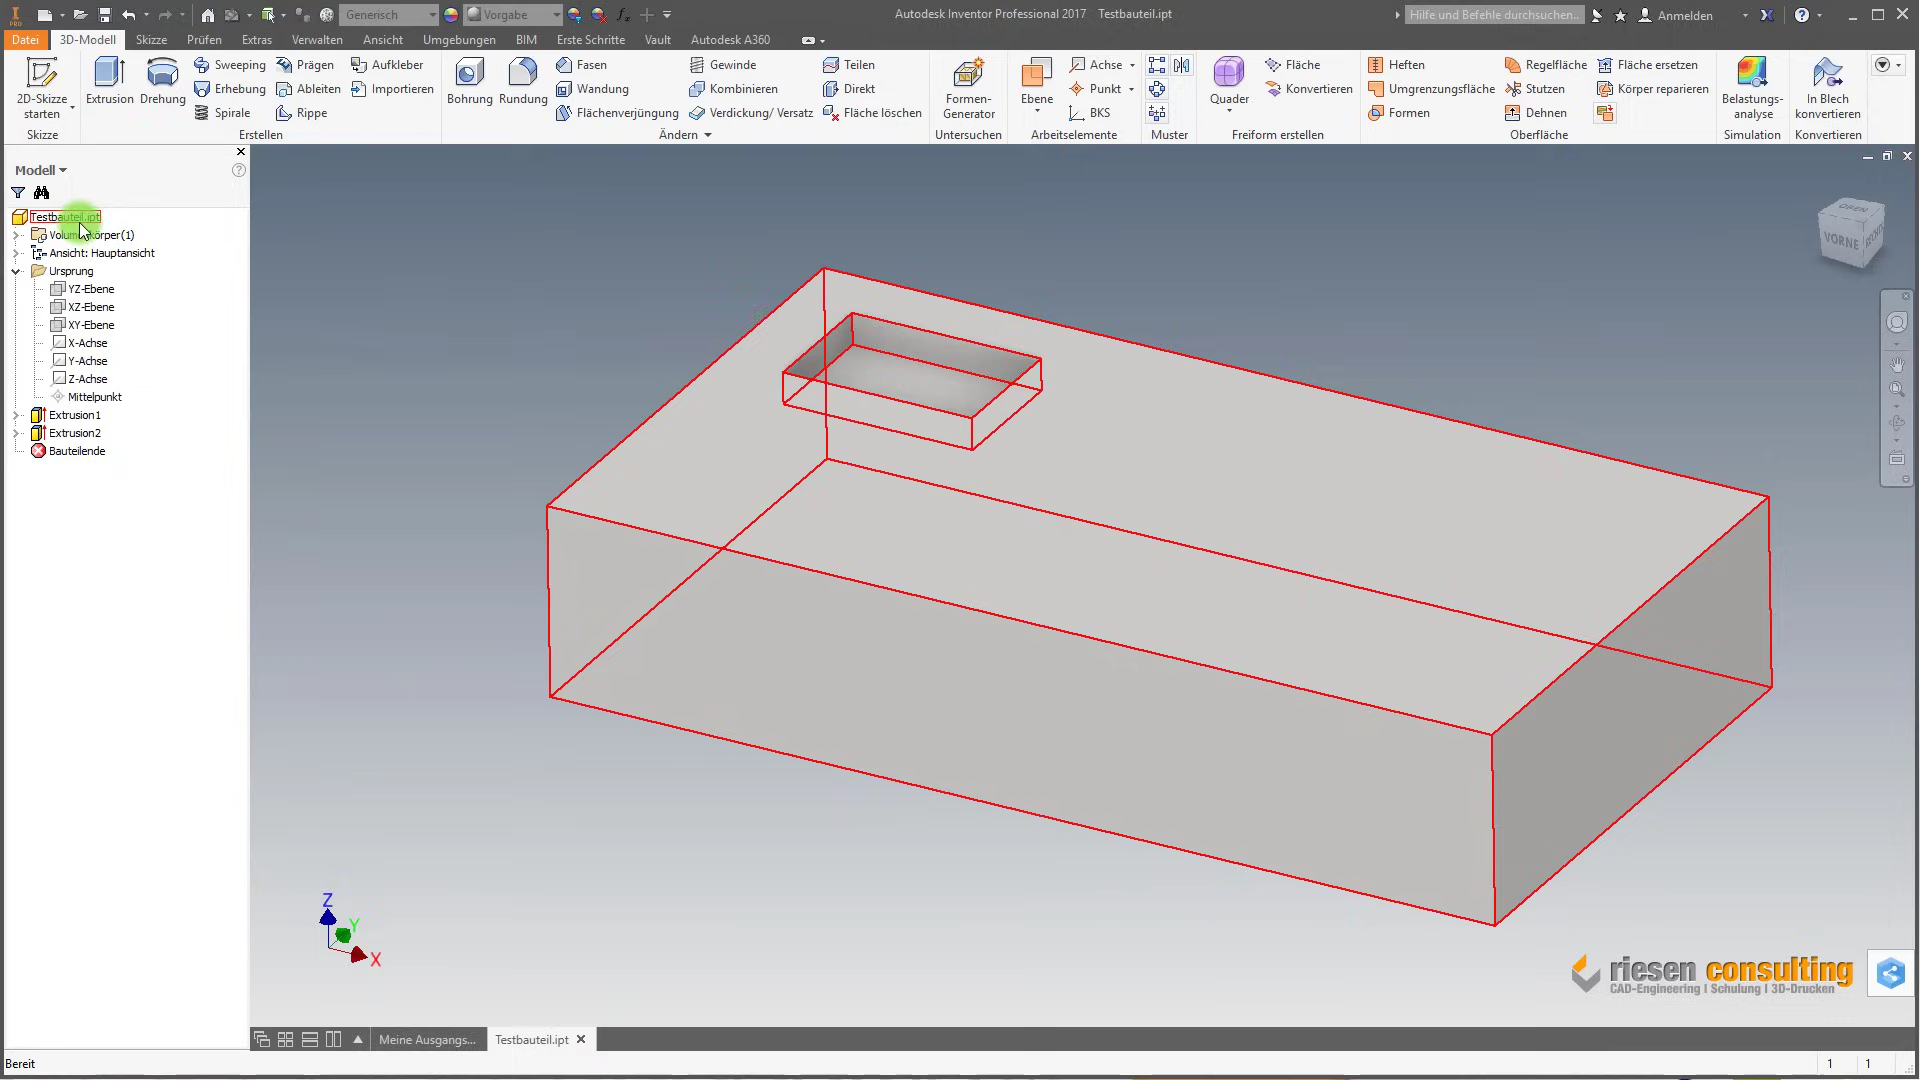 Generisch
Vorgabe
Autodesk Inventor Professional 2017 Testbauteil.ipt
Hilfe und Befehle durchsuchen...
Anmelden
Datei 3D-Modell Skizze Prüfen Extras Verwalten Ansicht Umgebungen BIM Erste Schritte Vault Autodesk A360
2D-Skizze starten
Extrusion
Drehung
Sweeping
Erhebung
Spirale
Prägen
Ableiten
Rippe
Aufkleber
Importieren
Bohrung
Rundung
Fasen
Wandung
Flächenverjüngung
Gewinde
Kombinieren
Verdickung/ Versatz
Teilen
Direkt
Fläche löschen
Formen-Generator
Ebene
Achse
Punkt
BKS
Quader
Fläche
Konvertieren
Heften
Umgrenzungsfläche
Formen
Regelfläche
Stutzen
Dehnen
Fläche ersetzen
Körper reparieren
Belastungs-analyse
In Blech konvertieren
Skizze Erstellen Ändern Untersuchen Arbeitselemente Muster Freiform erstellen Oberfläche Simulation Konvertieren
Modell
Testbauteil.ipt
Volumenkörper(1)
Ansicht: Hauptansicht
Ursprung
YZ-Ebene
XZ-Ebene
XY-Ebene
X-Achse
Y-Achse
Z-Achse
Mittelpunkt
Extrusion1
Extrusion2
Bauteilende
OBEN
VORNE
RECHTS
Z
Y
X
riesen consulting
CAD-Engineering I Schulung I 3D-Drucken
Meine Ausgangs... Testbauteil.ipt
Bereit
1 1